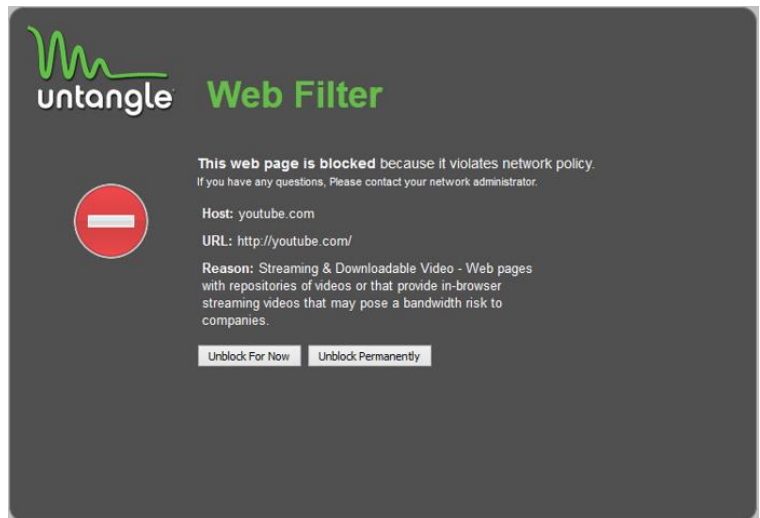 untangle
Web Filter
This web page is blocked because it violates network policy.
If you have any questions, Please contact your network administrator.
Host: youtube.com
URL: http://youtube.com/
Reason: Streaming & Downloadable Video - Web pages
with repositories of videos or that provide in-browser
streaming videos that may pose a bandwidth risk to
companies.
Unblock For Now Unblock Permanently